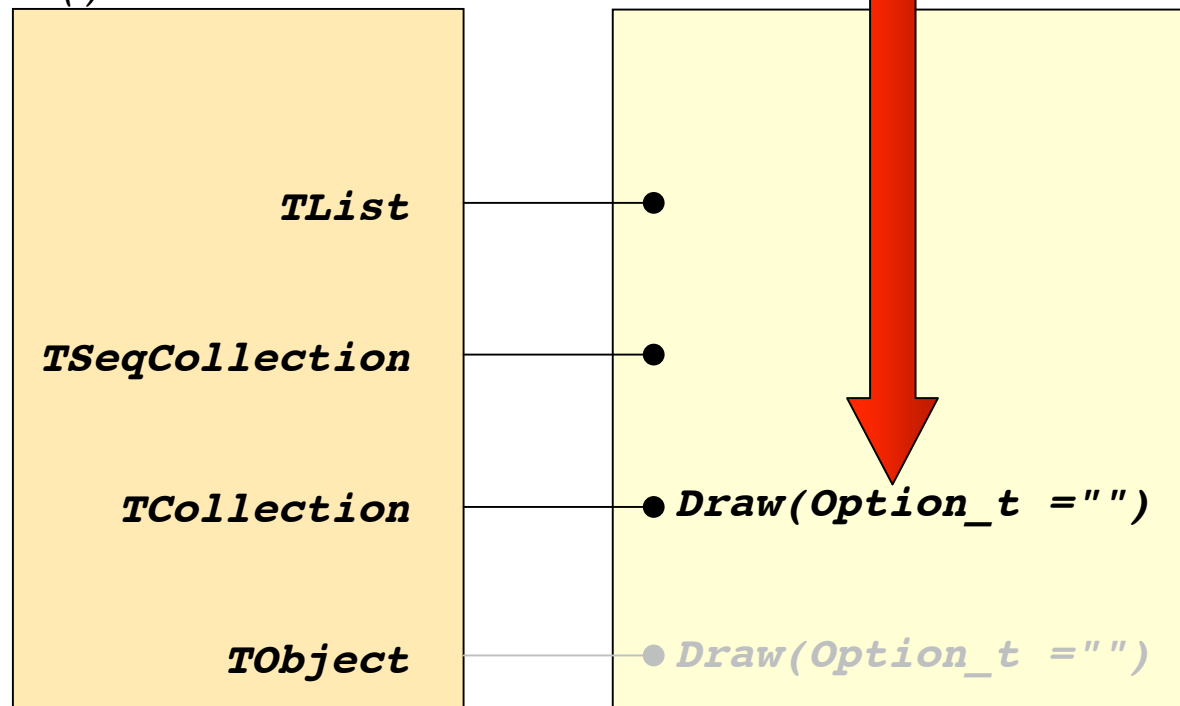 ()
TList
TSeqCollection
TCollection Draw(Option_t ="")
TObject Draw(Option_t ="")